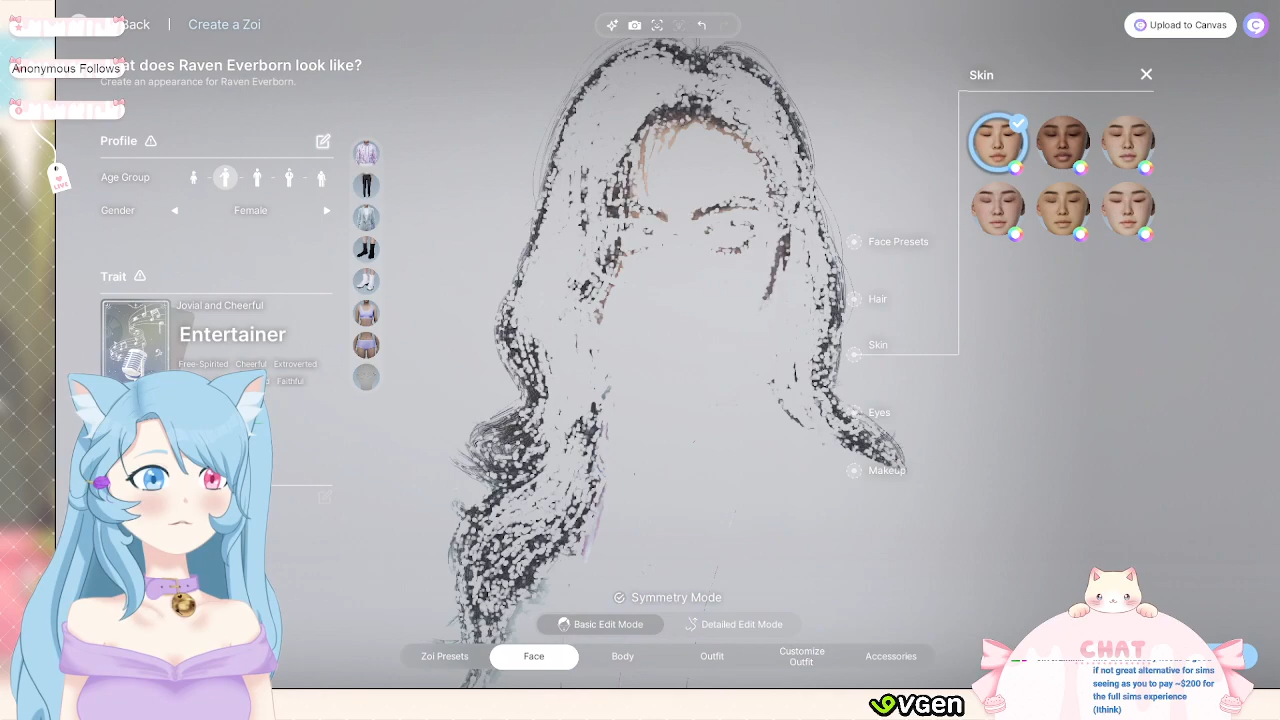 Back
Create a Zoi
Upload to Canvas
Anonymous Follows
at does Raven Everborn look like?
Create an appearance for Raven Everborn.
Skin
Profile
Age Group
Gender
Female
Trait
Jovial and Cheerful
Entertainer
Free-Spirited Cheerful Extroverted
Faithful
LIVE
Face Presets
Hair
Skin
Eyes
Makeup
Symmetry Mode
Basic Edit Mode
Detailed Edit Mode
Zoi Presets
Face
Body
Outfit
Customize
Outfit
Accessories
CHAT
if not great alternative for sims
seeing as you to pay ~$200 for
the full sims experience
(Ithink)
VGen